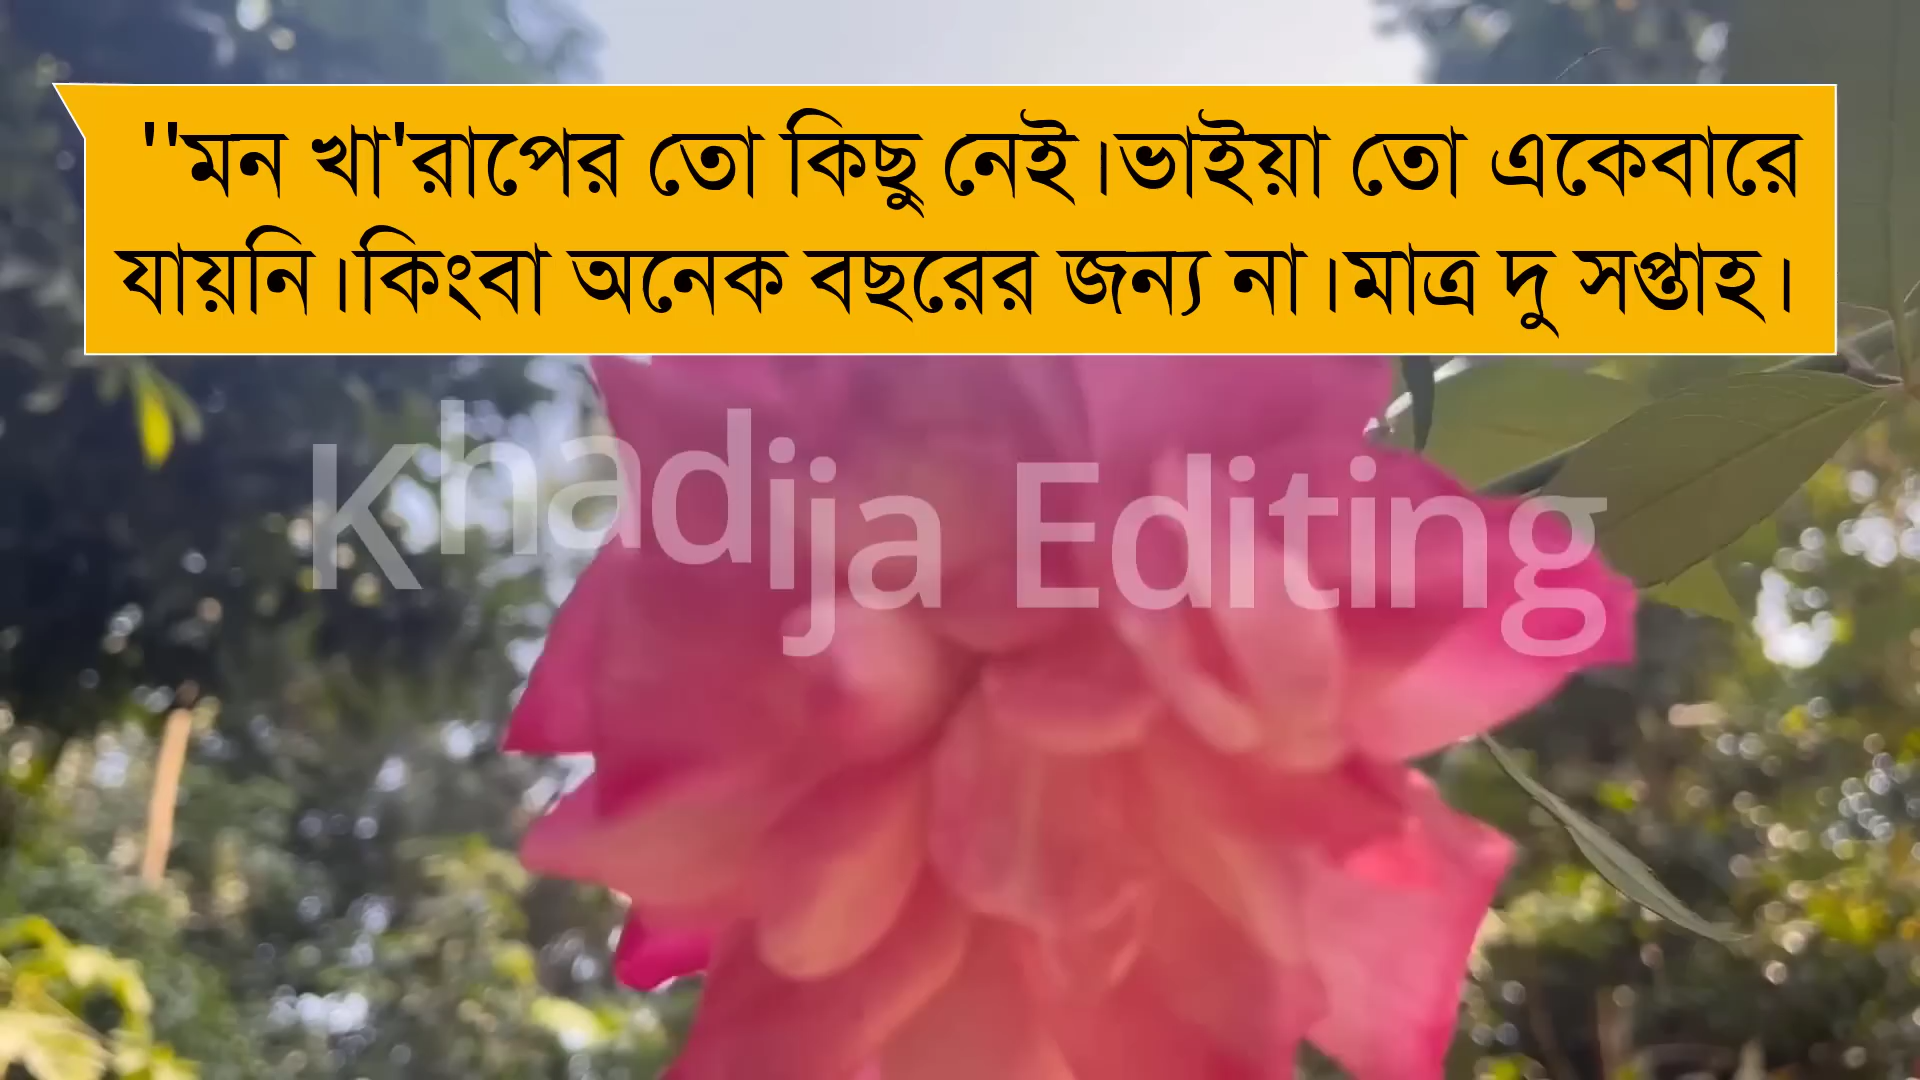 ''মন খা'রাপের তো কিছু নেই।ভাইয়া তো একেবারে
যায়নি।কিংবা অনেক বছরের জন্য না।মাত্র দু সপ্তাহ।
Khadija Editing